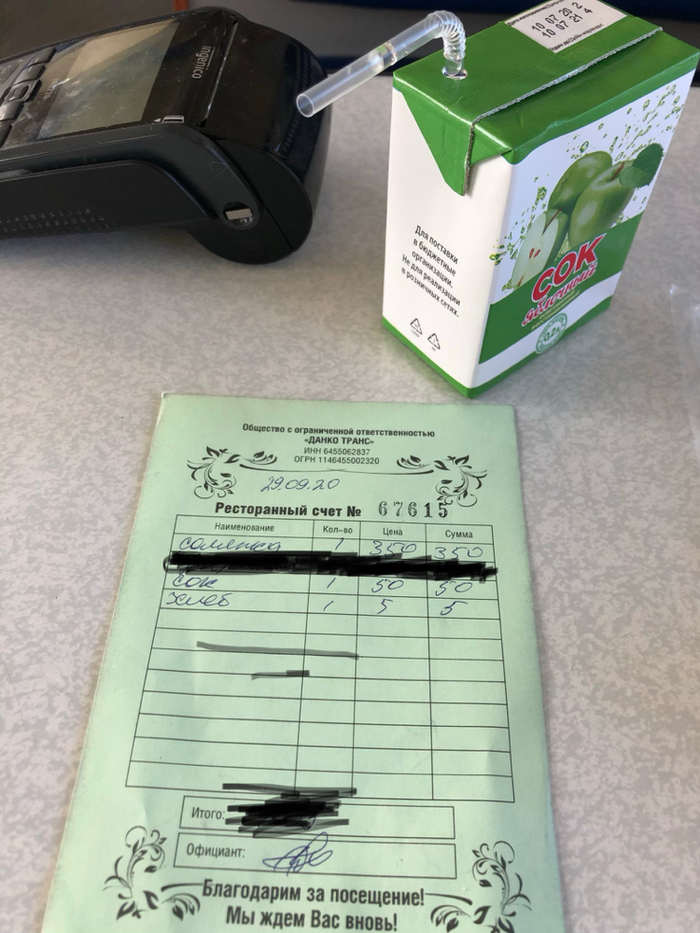 ingenico
10 07 20
10 07 21
Для поставки
в бюджетные
организации.
Не для реализации
в розничных сетях.
СОК
яблочный
0,2л
Общество с ограниченной ответственностью
«ДАНКО ТРАНС»
ИНН 6455062837
ОГРН 1146455002320
29.09.20
Ресторанный счет № 67615
Наименование Кол-во Цена Сумма
солянка 1 350 350
сок 1 50 50
хлеб 1 5 5
Итого:
Официант:
Благодарим за посещение!
Мы ждем Вас вновь!